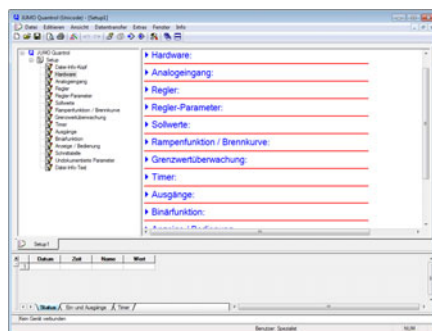 JUMO Quantrol (Unicode) - [Setup1]
Datei Editieren Ansicht Datentransfer Extras Fenster Info
JUMO Quantrol
Setup
Datei-Info-Kopf
Hardware
Analogeingang
Regler
Regler-Parameter
Sollwerte
Rampenfunktion / Brennkurve
Grenzwertüberwachung
Timer
Ausgänge
Binärfunktion
Anzeige / Bedienung
Schnittstelle
Undokumentierte Parameter
Datei-Info-Text
Hardware:
Analogeingang:
Regler:
Regler-Parameter:
Sollwerte:
Rampenfunktion / Brennkurve:
Grenzwertüberwachung:
Timer:
Ausgänge:
Binärfunktion:
Anzeige / Bedienung
Setup1
Datum Zeit Name Wert
1
Status Ein- und Ausgänge Timer
Kein Gerät verbunden
Benutzer: Spezialist NUM